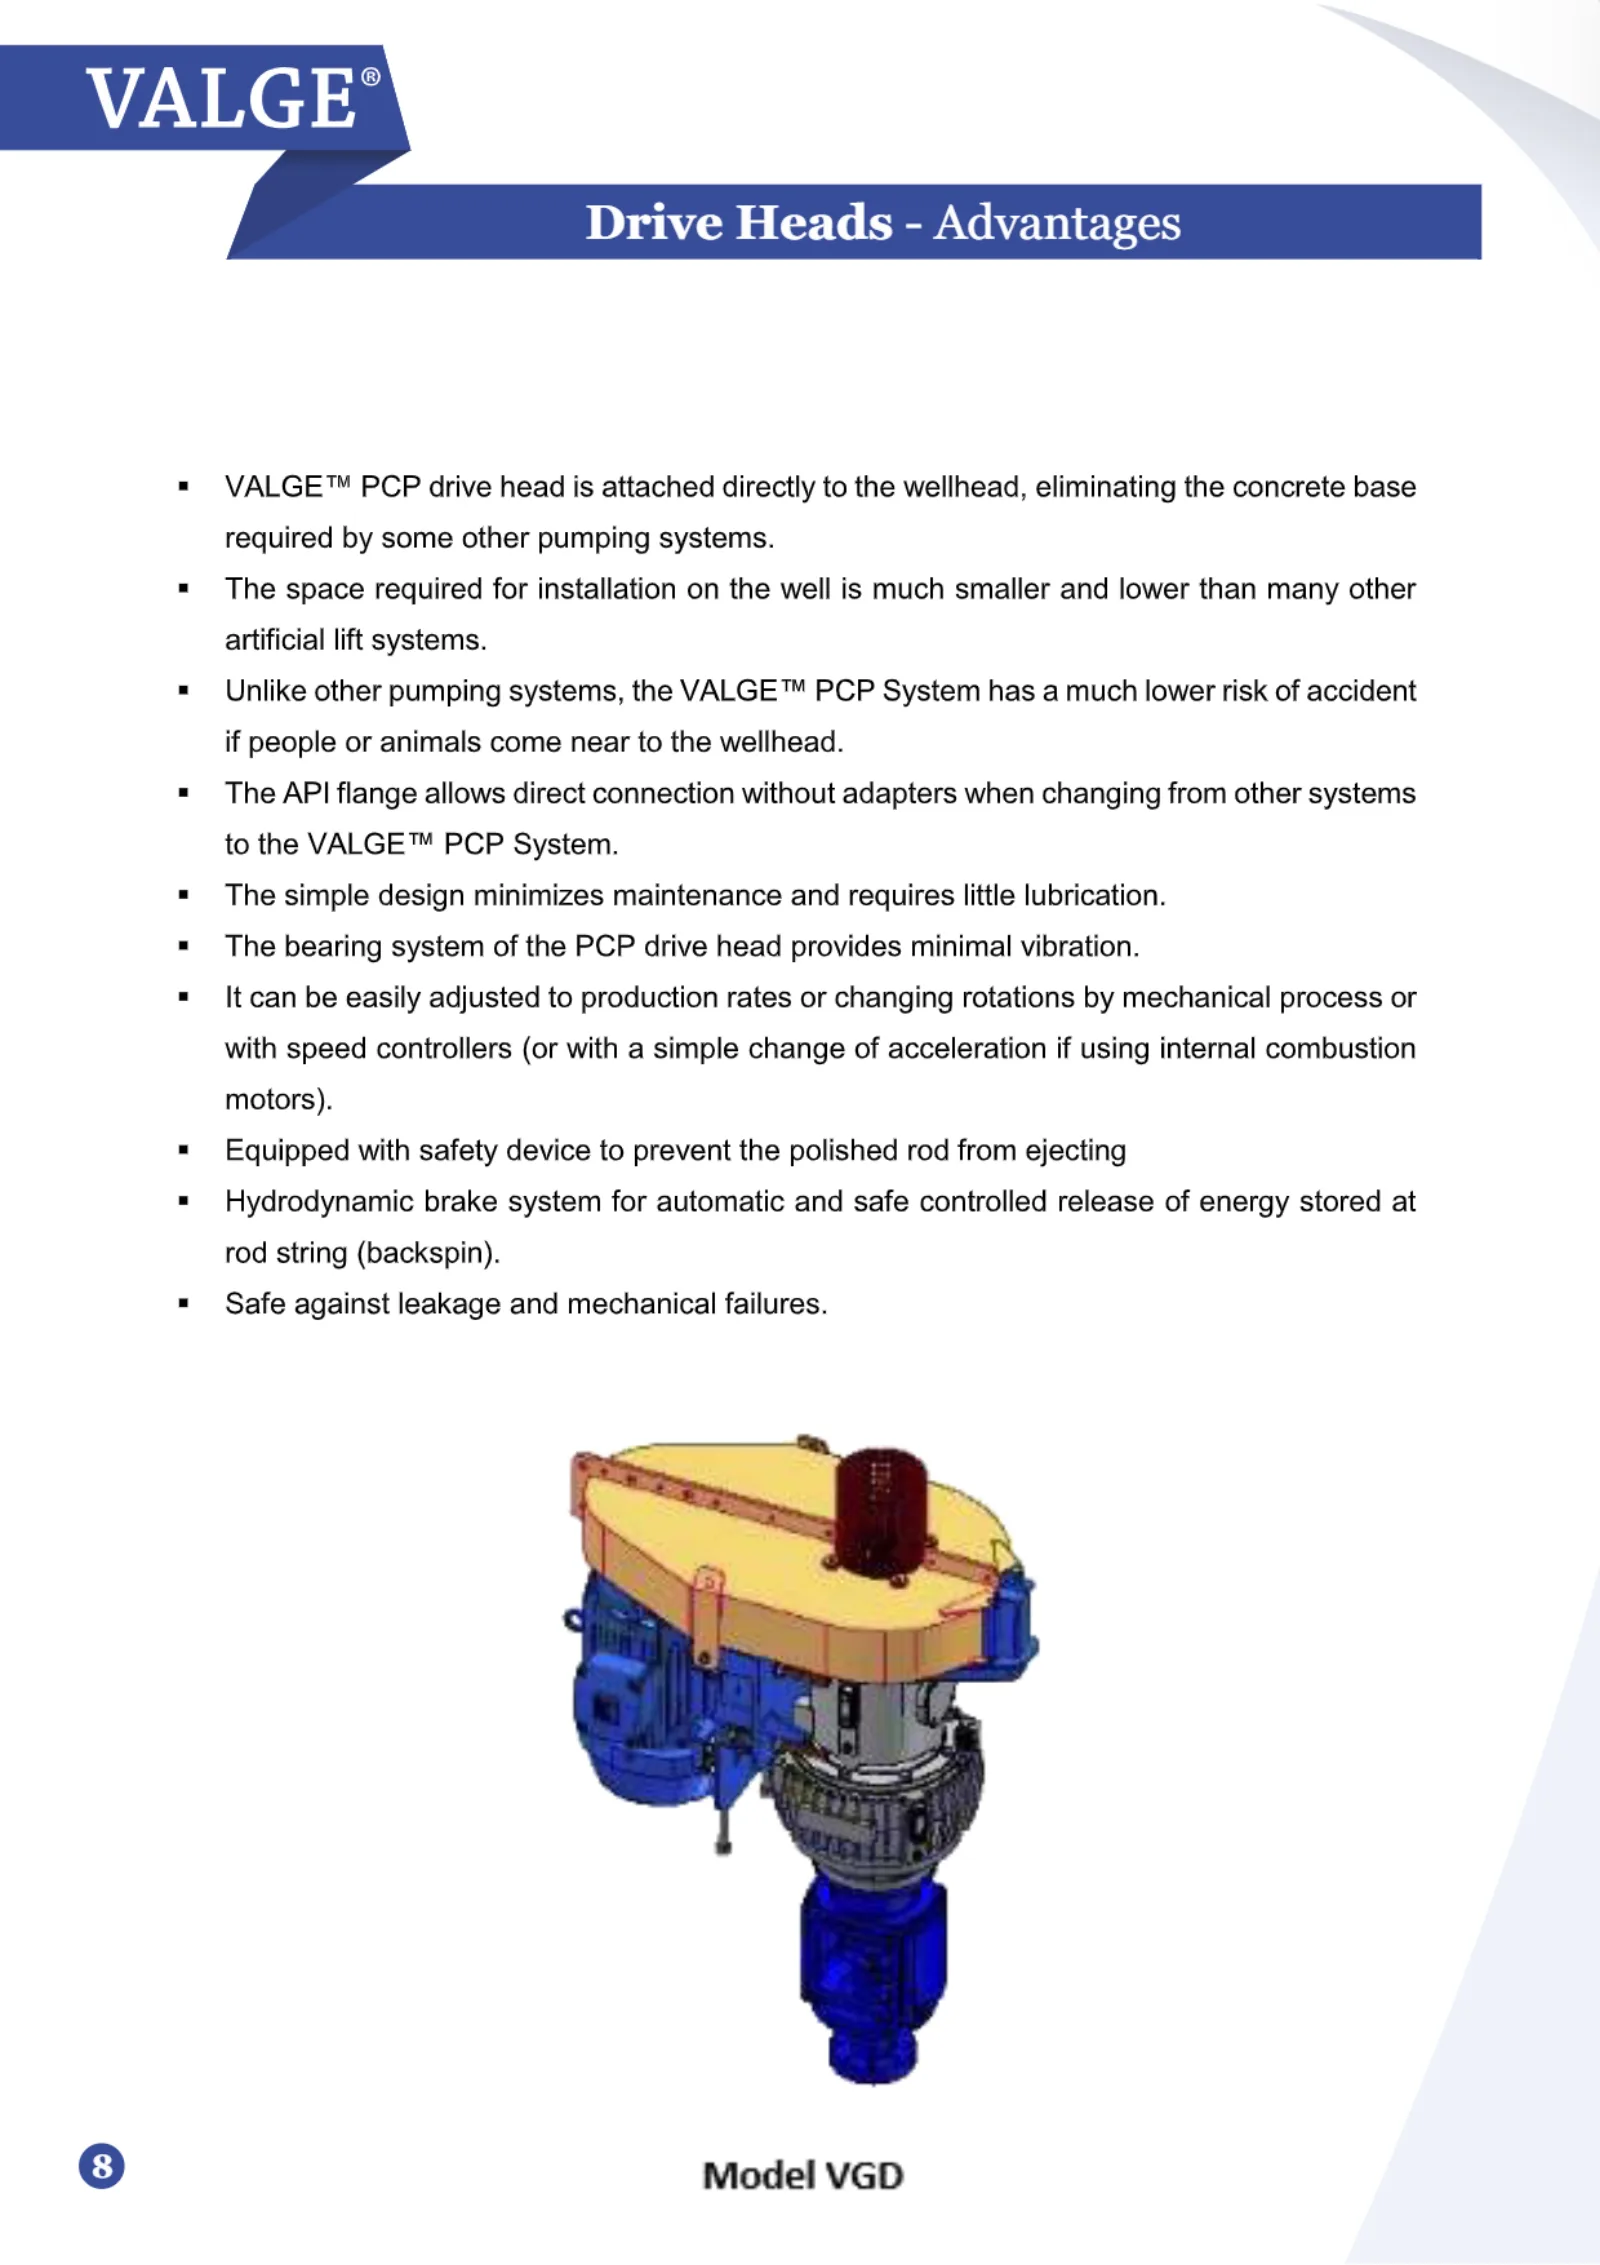 VALGE®
Drive Heads - Advantages
▪ VALGE™ PCP drive head is attached directly to the wellhead, eliminating the concrete base
required by some other pumping systems.
▪ The space required for installation on the well is much smaller and lower than many other
artificial lift systems.
▪ Unlike other pumping systems, the VALGE™ PCP System has a much lower risk of accident
if people or animals come near to the wellhead.
▪ The API flange allows direct connection without adapters when changing from other systems
to the VALGE™ PCP System.
▪ The simple design minimizes maintenance and requires little lubrication.
▪ The bearing system of the PCP drive head provides minimal vibration.
▪ It can be easily adjusted to production rates or changing rotations by mechanical process or
with speed controllers (or with a simple change of acceleration if using internal combustion
motors).
▪ Equipped with safety device to prevent the polished rod from ejecting
▪ Hydrodynamic brake system for automatic and safe controlled release of energy stored at
rod string (backspin).
▪ Safe against leakage and mechanical failures.
Model VGD
8